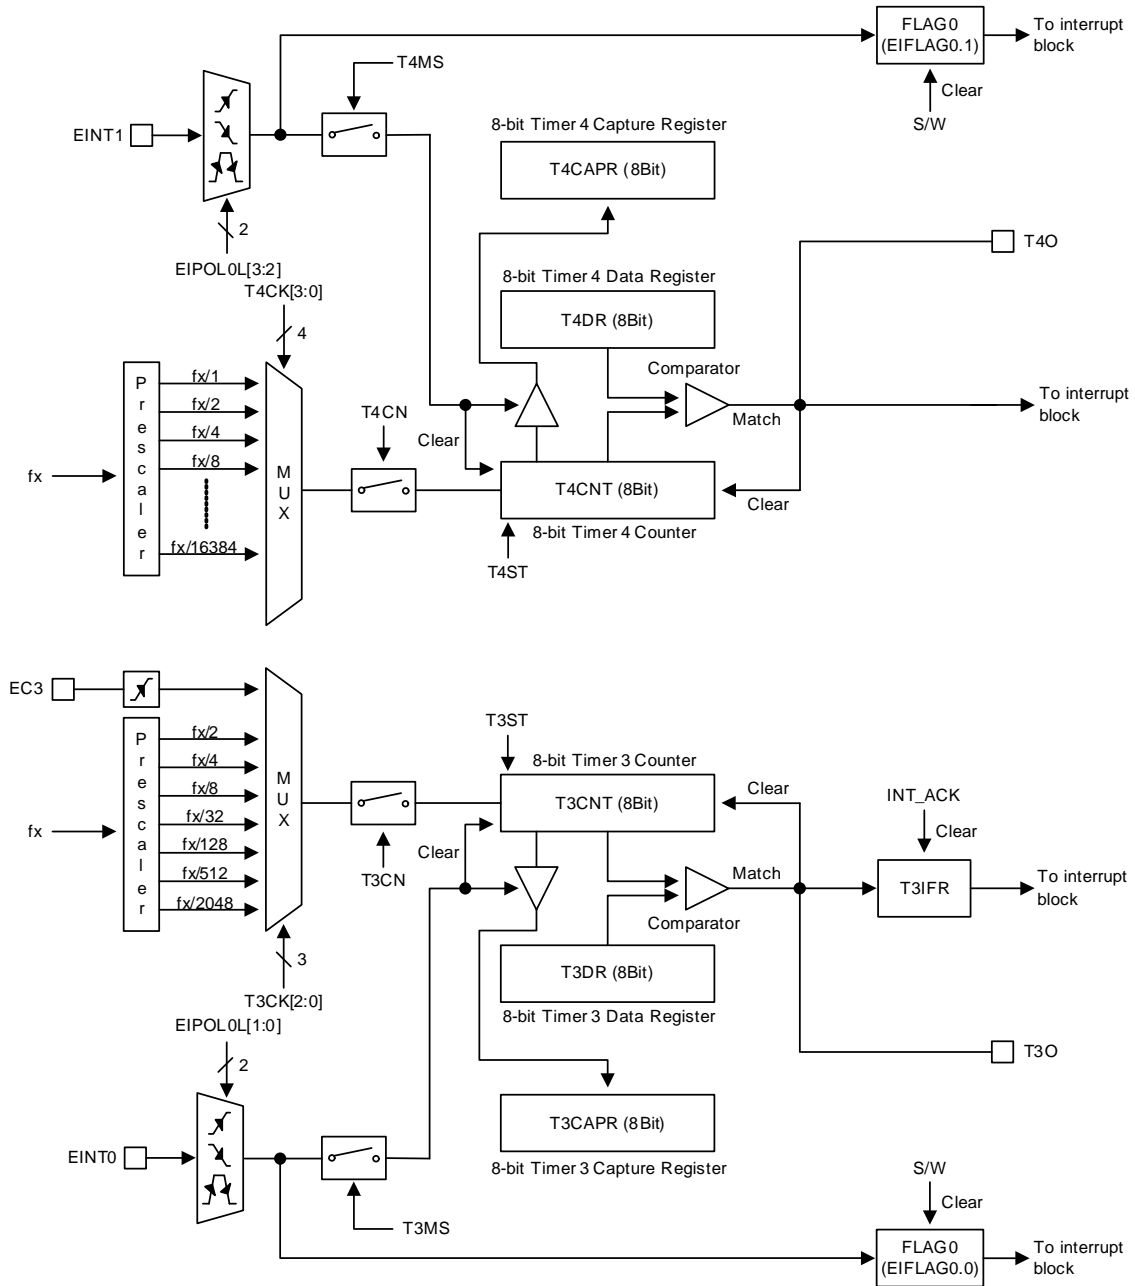 FLAG0
(EIFLAG0.1)
To interrupt
block
Clear
S/W
T4MS
EINT1
8-bit Timer 4 Capture Register
T4CAPR (8Bit)
2
EIPOL0L[3:2]
T4O
T4CK[3:0]
4
8-bit Timer 4 Data Register
T4DR (8Bit)
Prescaler
fx/1
fx/2
fx/4
fx/8
fx/16384
fx
MUX
T4CN
Clear
Comparator
Match
To interrupt
block
T4CNT (8Bit)
Clear
8-bit Timer 4 Counter
T4ST
EC3
Prescaler
fx/2
fx/4
fx/8
fx/32
fx/128
fx/512
fx/2048
fx
MUX
T3ST
8-bit Timer 3 Counter
T3CNT (8Bit)
Clear
INT_ACK
Clear
T3CN
Clear
Match
Comparator
T3IFR
To interrupt
block
3
T3CK[2:0]
T3DR (8Bit)
8-bit Timer 3 Data Register
EIPOL0L[1:0]
2
T3O
T3CAPR (8Bit)
8-bit Timer 3 Capture Register
EINT0
T3MS
S/W
Clear
FLAG0
(EIFLAG0.0)
To interrupt
block